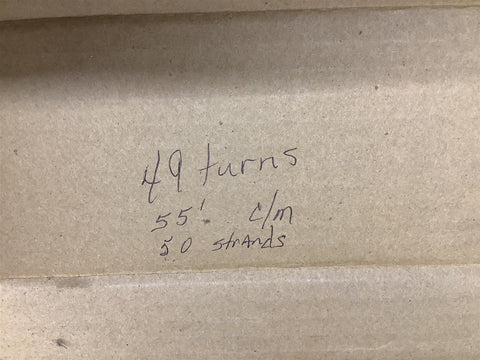 49 turns
55' c/m
50 strands